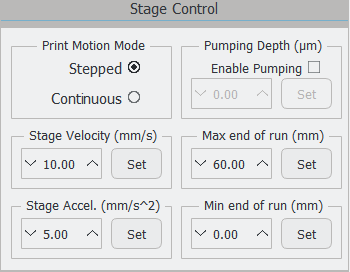 Stage Control
Print Motion Mode
Stepped
Continuous
Pumping Depth (µm)
Enable Pumping
0.00 Set
Stage Velocity (mm/s)
10.00 Set
Max end of run (mm)
60.00 Set
Stage Accel. (mm/s^2)
5.00 Set
Min end of run (mm)
0.00 Set